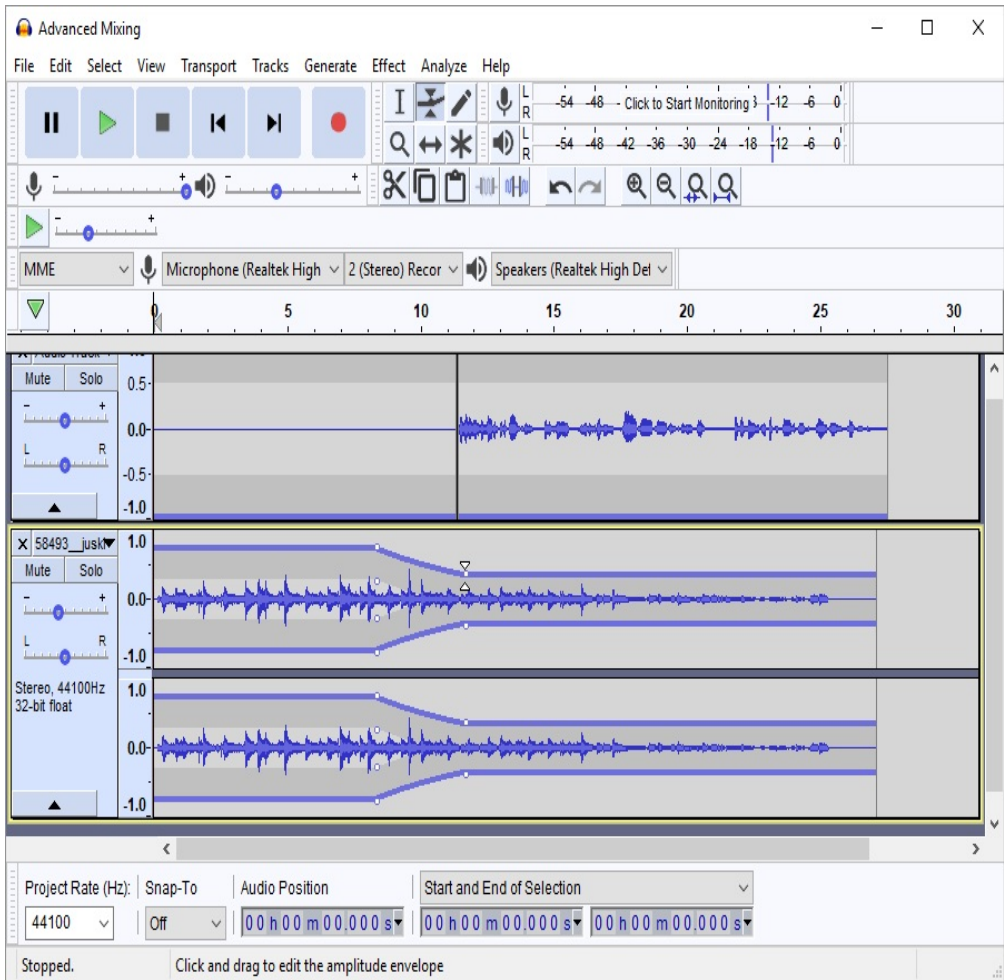 Advanced Mixing
File Edit Select View Transport Tracks Generate Effect Analyze Help
L
R
-54 -48 - Click to Start Monitoring -12 -6 0
L
R
-54 -48 -42 -36 -30 -24 -18 -12 -6 0
- + - +
- +
MME Microphone (Realtek High 2 (Stereo) Recor Speakers (Realtek High Def
0 5 10 15 20 25 30
X Audio Track
Mute Solo 0.5
- +
0.0
L R
-0.5
-1.0
X 58493__juskf 1.0
Mute Solo
- +
0.0
L R
-1.0
Stereo, 44100Hz 1.0
32-bit float
0.0
-1.0
Project Rate (Hz): Snap-To Audio Position Start and End of Selection
44100 Off 00 h 00 m 00.000 s 00 h 00 m 00.000 s 00 h 00 m 00.000 s
Stopped. Click and drag to edit the amplitude envelope